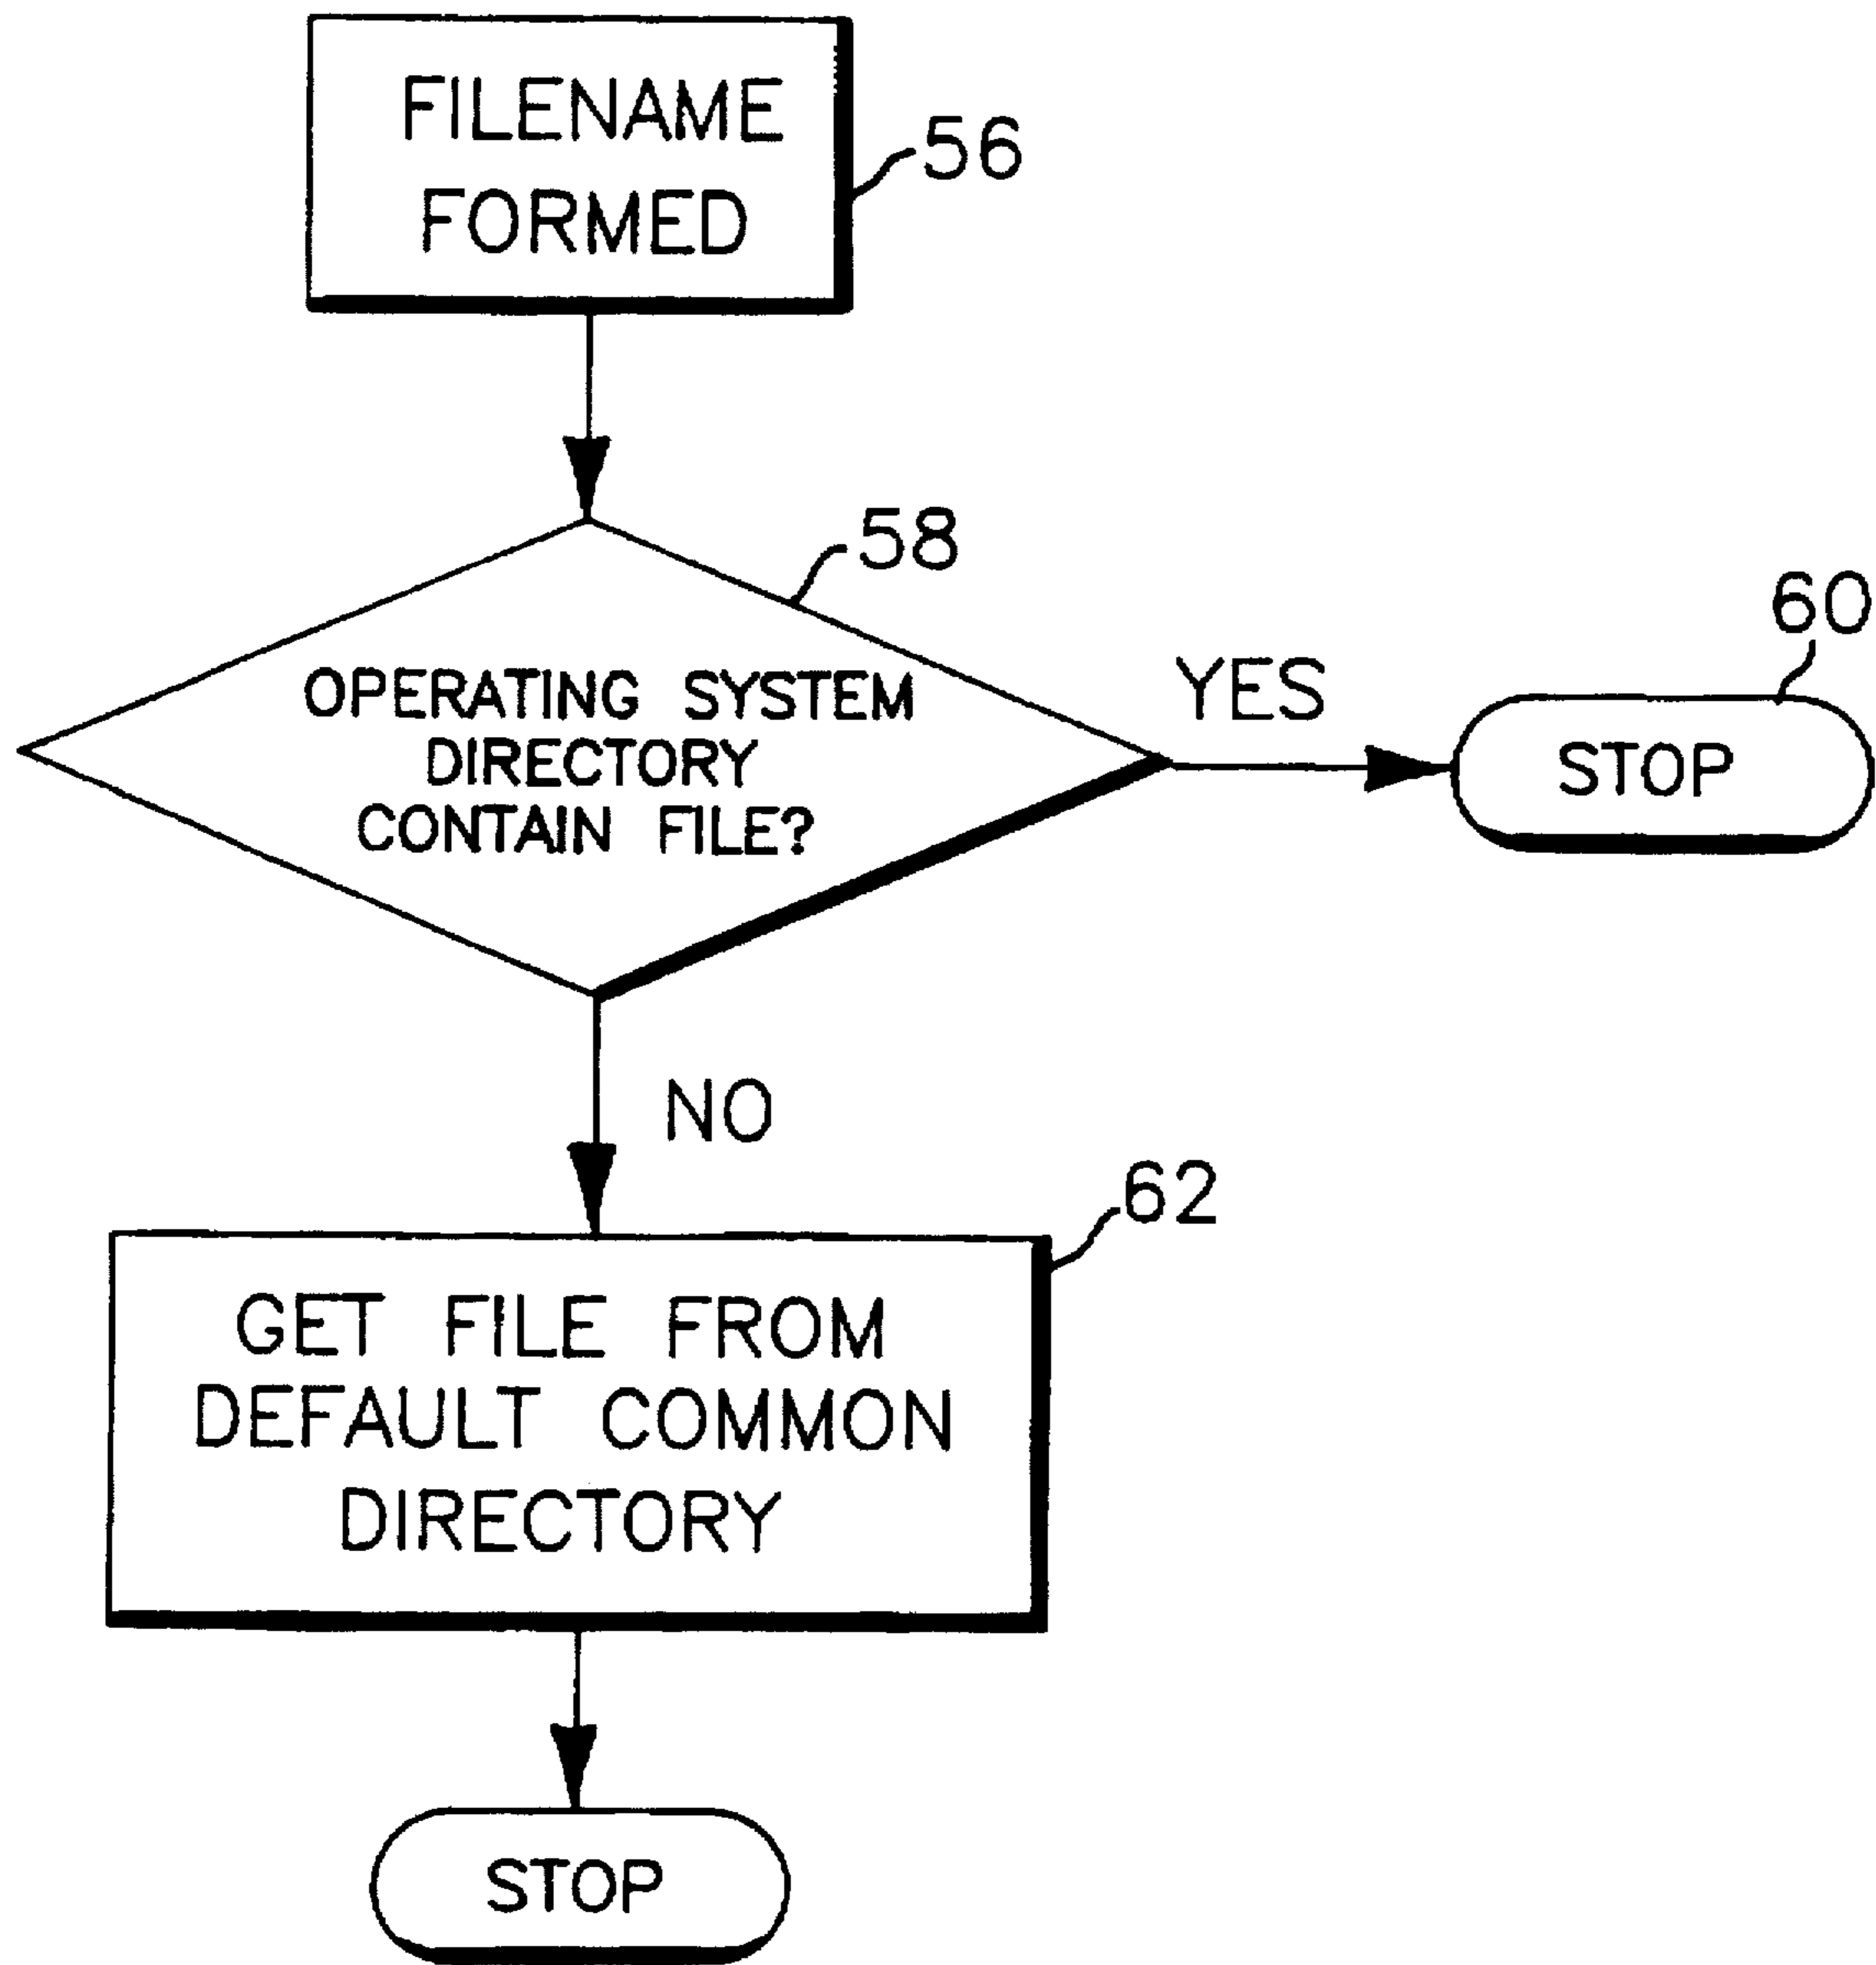 FILENAME
FORMED
56
58
OPERATING SYSTEM
DIRECTORY
CONTAIN FILE?
YES
60
STOP
NO
62
GET FILE FROM
DEFAULT COMMON
DIRECTORY
STOP